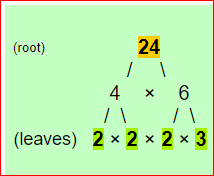 (root) 24
/ \
4 × 6
/ \ / \
(leaves) 2 × 2 × 2 × 3